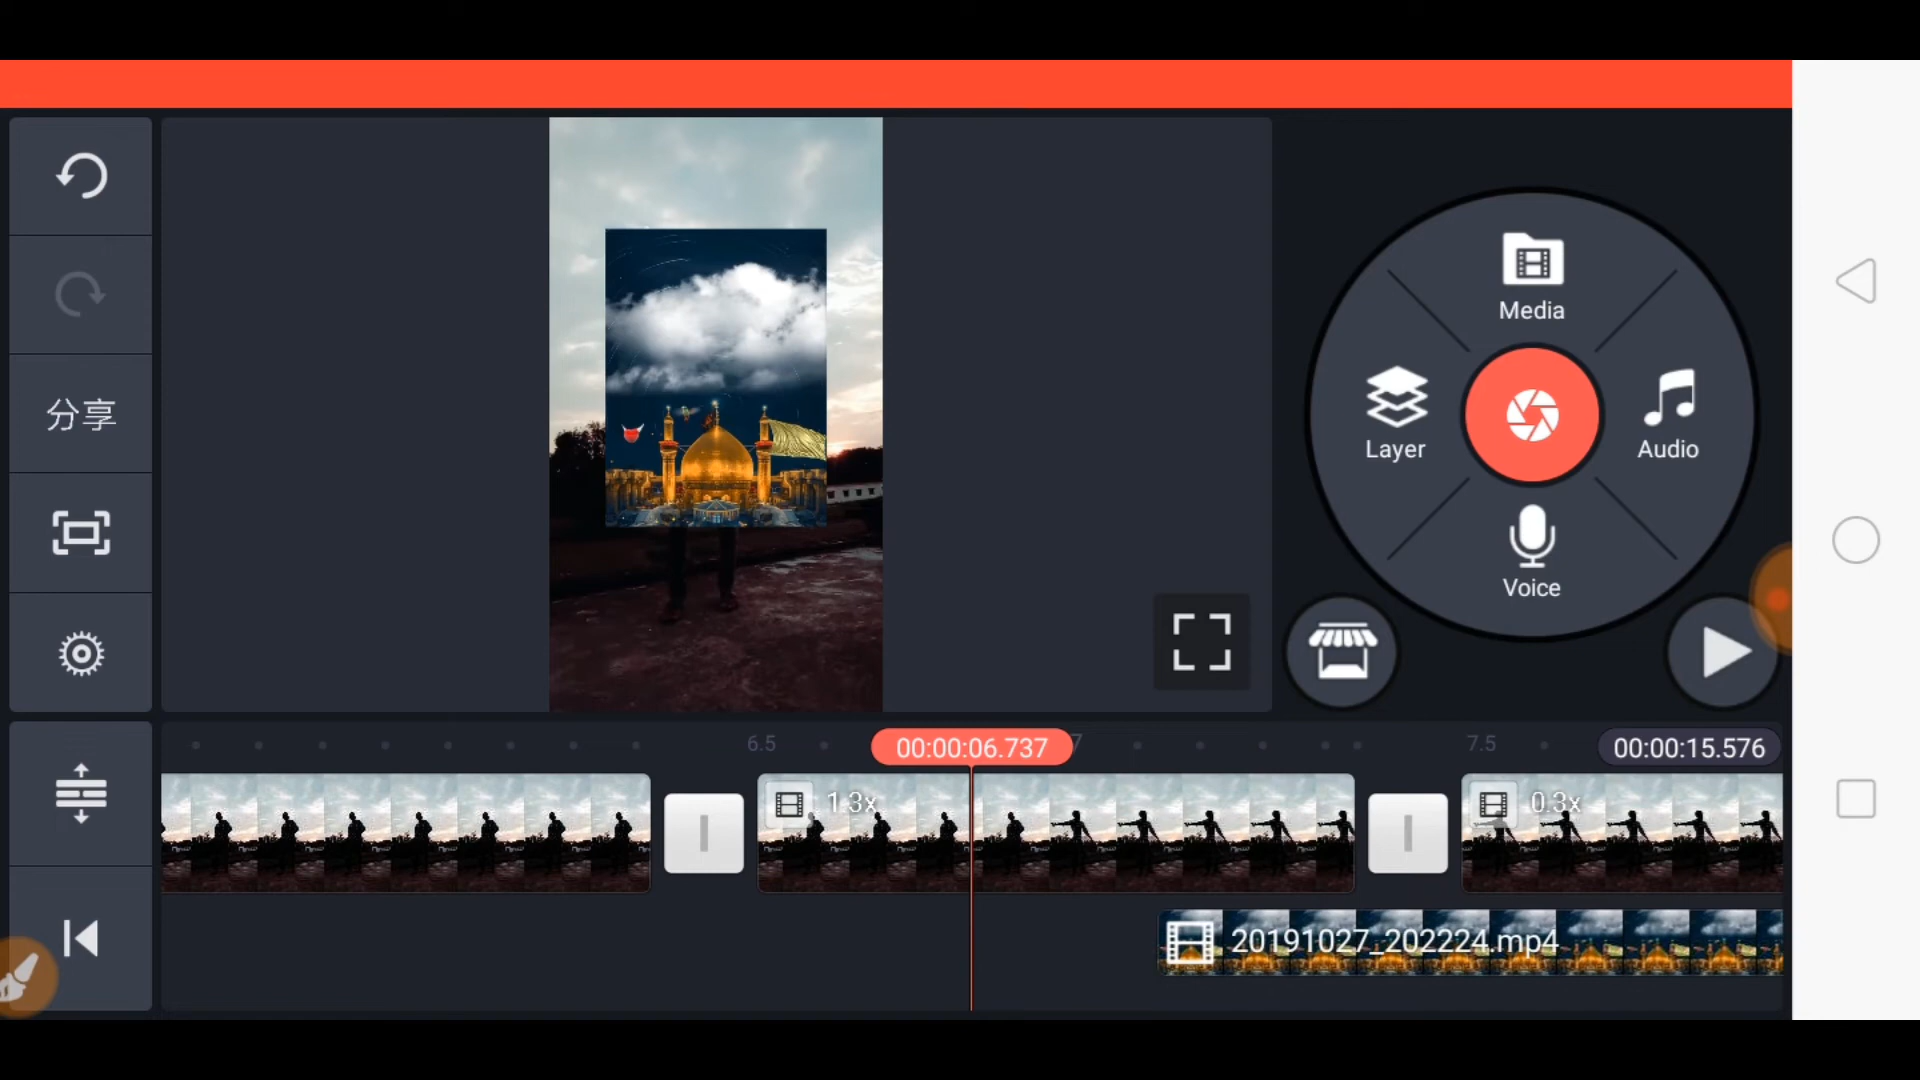 Media
Layer
Audio
Voice
分享
6.5
00:00:06.737
7
7.5
00:00:15.576
1.3x
0.3x
20191027_202224.mp4